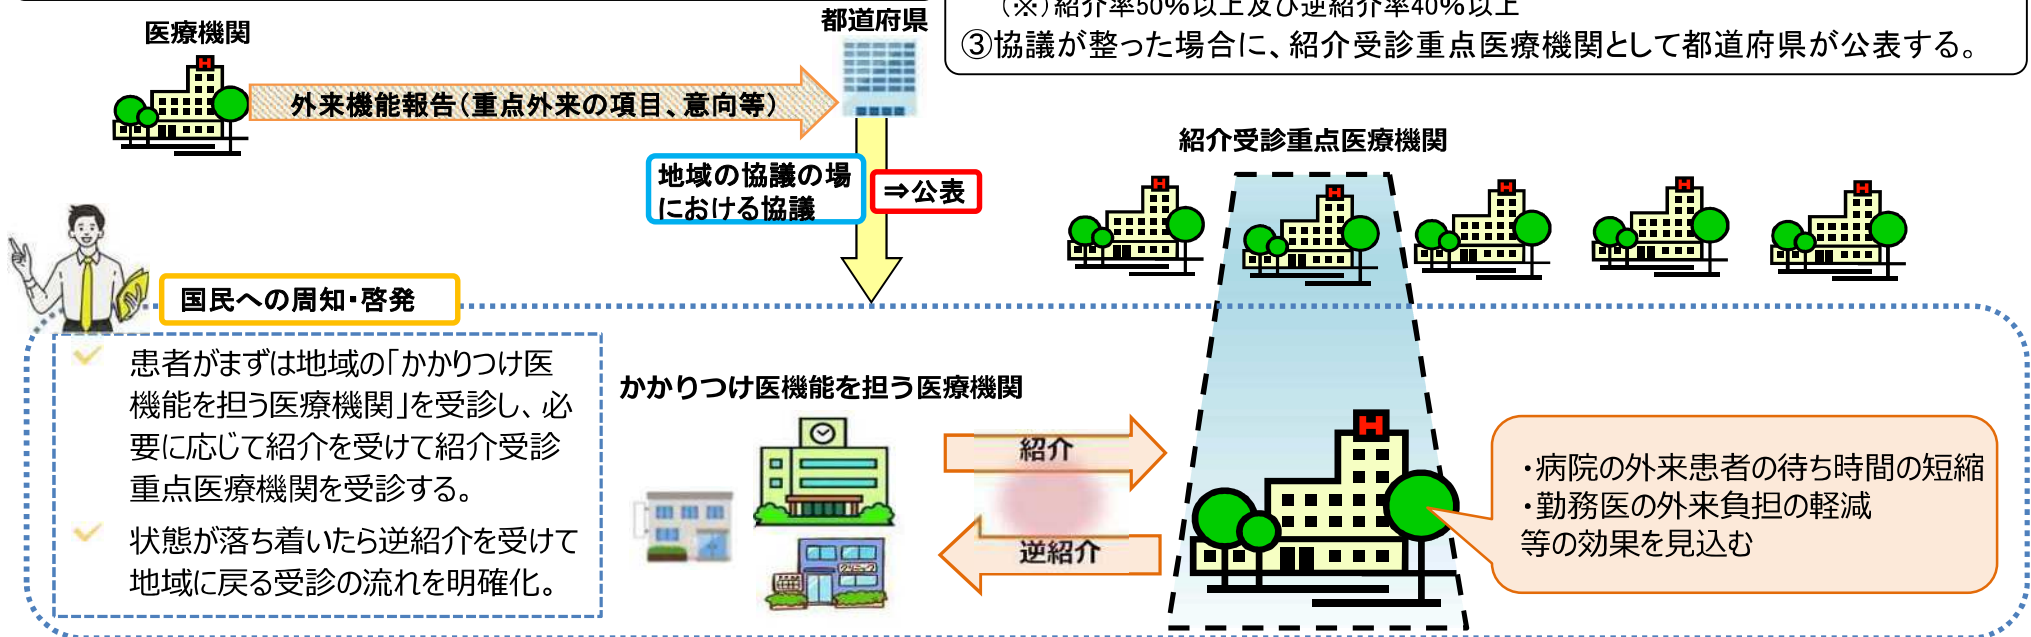 (※)紹介率50%以上及び逆紹介率40%以上
③協議が整った場合に、紹介受診重点医療機関として都道府県が公表する。
都道府県
医療機関
外来機能報告(重点外来の項目、意向等)
地域の協議の場
における協議
⇒公表
紹介受診重点医療機関
国民への周知・啓発
患者がまずは地域の「かかりつけ医
機能を担う医療機関」を受診し、必
要に応じて紹介を受けて紹介受診
重点医療機関を受診する。
状態が落ち着いたら逆紹介を受けて
地域に戻る受診の流れを明確化。
かかりつけ医機能を担う医療機関
クリニック
紹介
逆紹介
H
・病院の外来患者の待ち時間の短縮
・勤務医の外来負担の軽減
等の効果を見込む